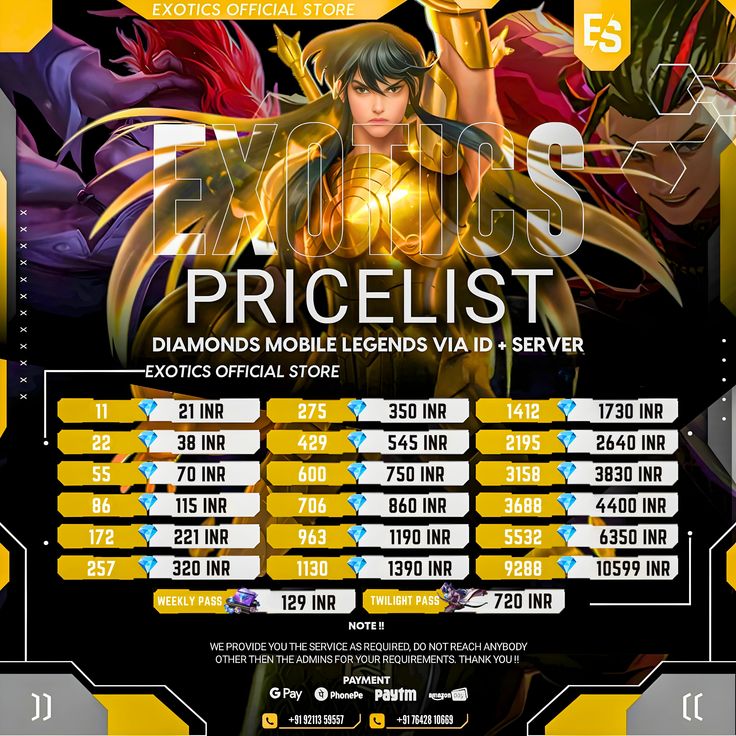 EXOTICS OFFICIAL STORE
ES
EXOTICS
PRICELIST
DIAMONDS MOBILE LEGENDS VIA ID + SERVER
EXOTICS OFFICIAL STORE
11 21 INR 275 350 INR 1412 1730 INR
22 38 INR 429 545 INR 2195 2640 INR
55 70 INR 600 750 INR 3158 3830 INR
86 115 INR 706 860 INR 3688 4400 INR
172 221 INR 963 1190 INR 5532 6350 INR
257 320 INR 1130 1390 INR 9288 10599 INR
WEEKLY PASS 129 INR TWILIGHT PASS 720 INR
NOTE !!
WE PROVIDE YOU THE SERVICE AS REQUIRED, DO NOT REACH ANYBODY
OTHER THEN THE ADMINS FOR YOUR REQUIREMENTS. THANK YOU !!
PAYMENT
G Pay PhonePe paytm amazon pay
+91 92113 59557 +91 76428 10669